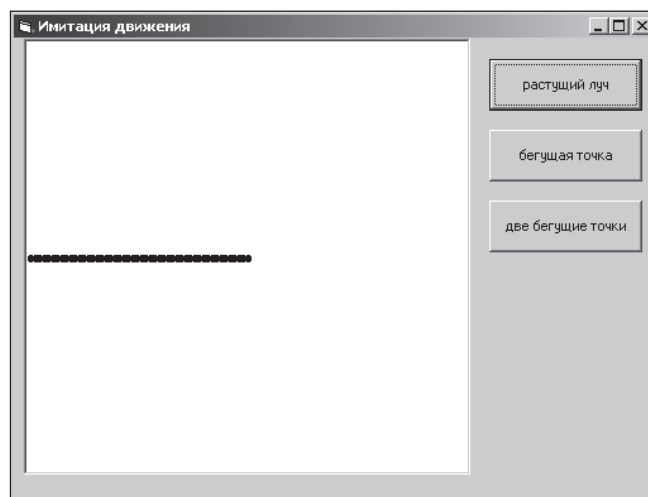 Имитация движения
растущий луч
бегущая точка
две бегущие точки